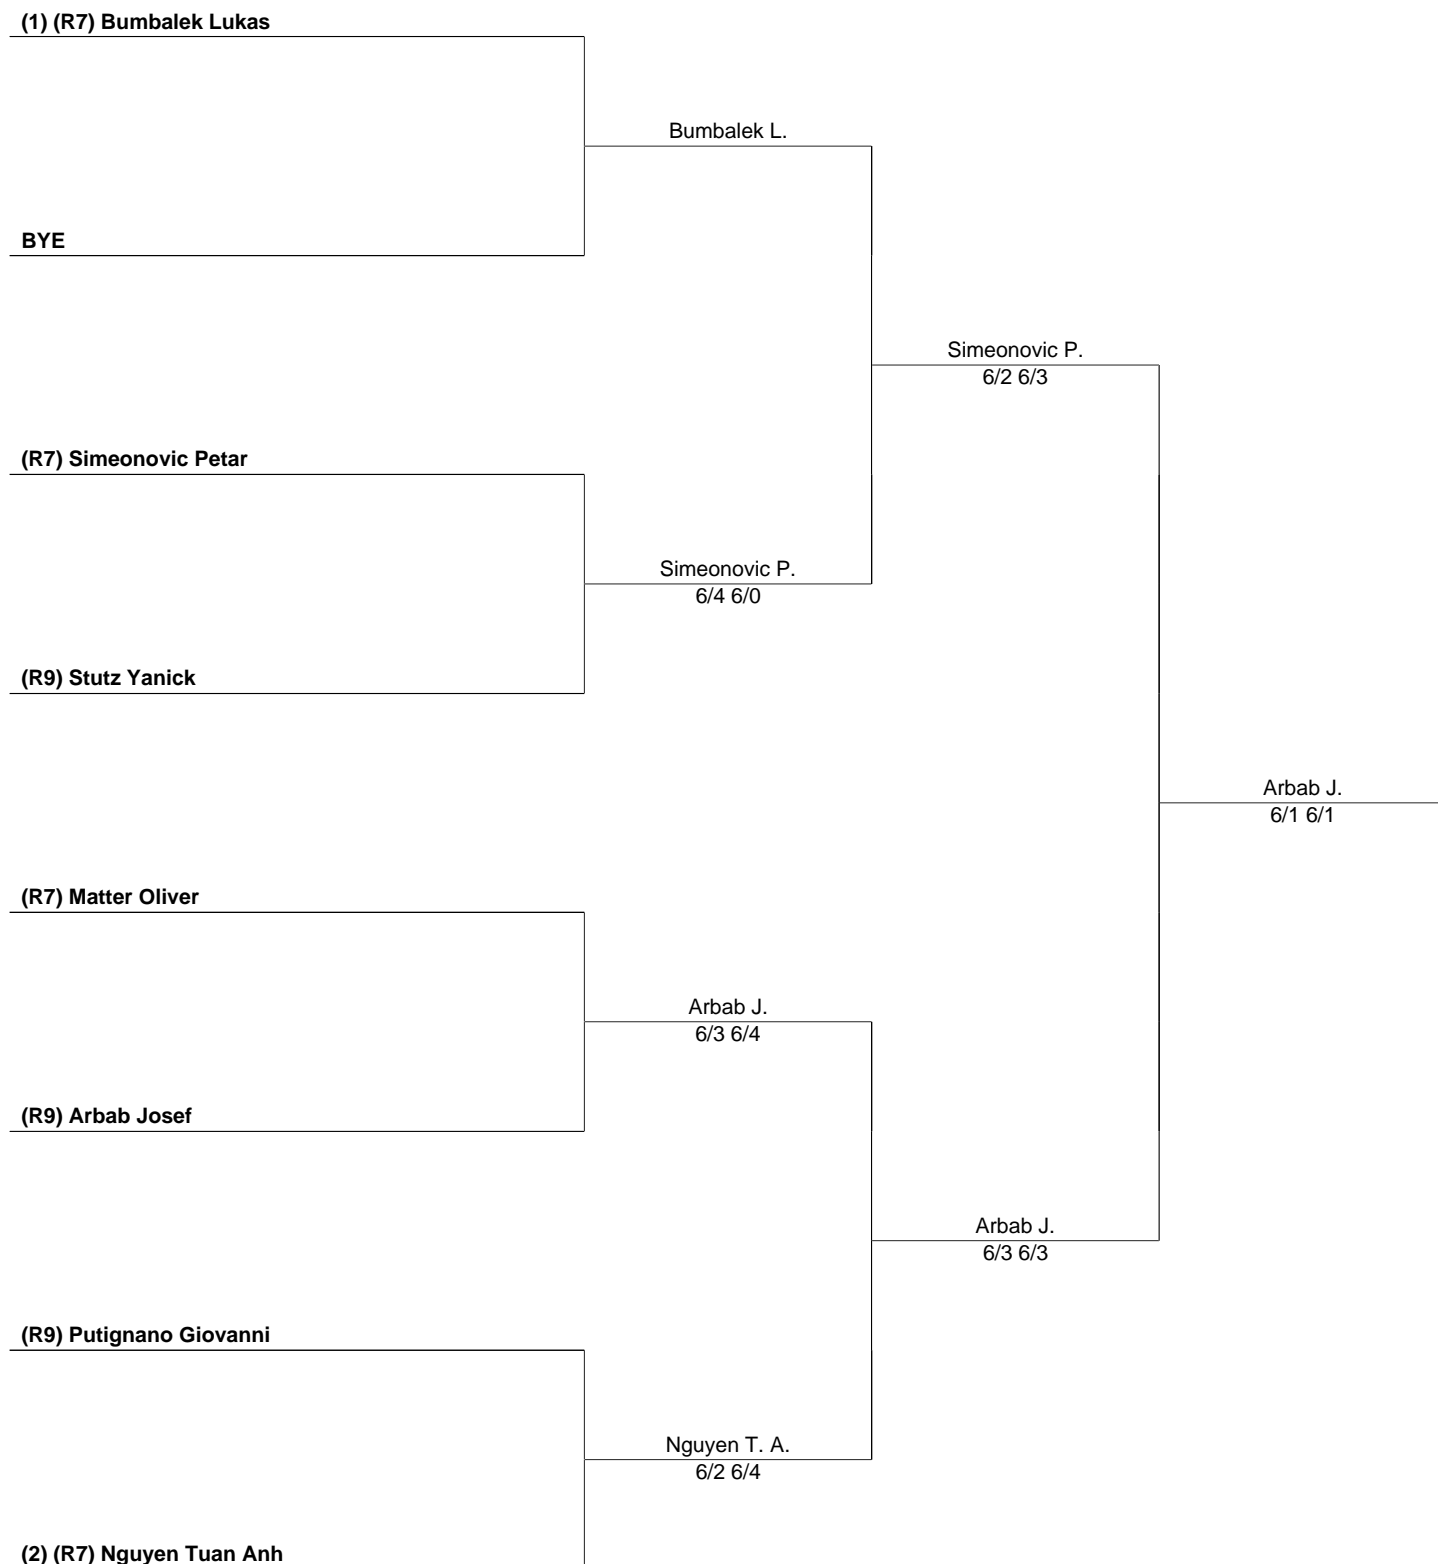 (1) (R7) Bumbalek Lukas
Bumbalek L.
BYE
Simeonovic P.
6/2 6/3
(R7) Simeonovic Petar
Simeonovic P.
6/4 6/0
(R9) Stutz Yanick
Arbab J.
6/1 6/1
(R7) Matter Oliver
Arbab J.
6/3 6/4
(R9) Arbab Josef
Arbab J.
6/3 6/3
(R9) Putignano Giovanni
Nguyen T. A.
6/2 6/4
(2) (R7) Nguyen Tuan Anh